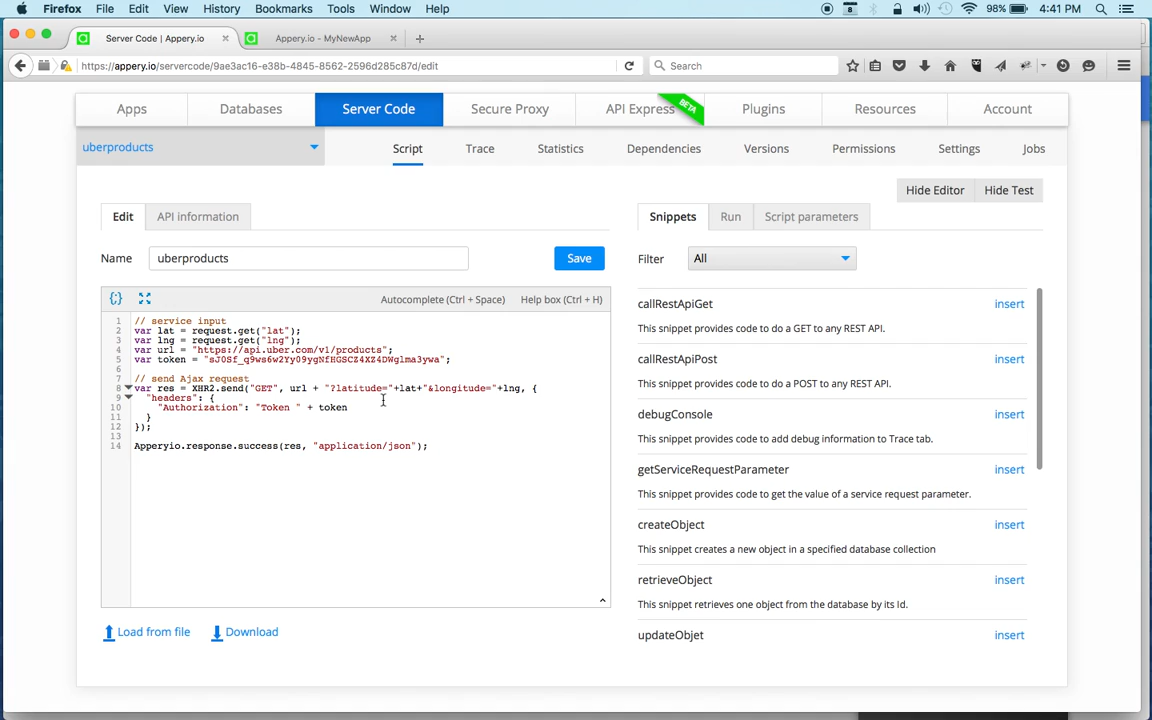 Firefox File Edit View History Bookmarks Tools Window Help 8 98% 4:41 PM
Server Code | Appery.io Appery.io - MyNewApp
https://appery.io/servercode/9ae3ac16-e38b-4845-8562-2596d285c87d/edit Search
Apps Databases Server Code Secure Proxy API Express BETA Plugins Resources Account
uberproducts Script Trace Statistics Dependencies Versions Permissions Settings Jobs
Hide Editor Hide Test
Edit API information Snippets Run Script parameters
Name uberproducts Save Filter All
Autocomplete (Ctrl + Space) Help box (Ctrl + H)
1 // service input
2 var lat = request.get("lat");
3 var lng = request.get("lng");
4 var url = "https://api.uber.com/v1/products";
5 var token = "sJ0Sf_q9ws6w2Yy09ygNfHGSCZ4XZ4DWglma3ywa";
6
7 // send Ajax request
8 var res = XHR2.send("GET", url + "?latitude="+lat+"&longitude="+lng, {
9 "headers": {
10 "Authorization": "Token " + token
11 }
12 });
13
14 Apperyio.response.success(res, "application/json");
callRestApiGet insert
This snippet provides code to do a GET to any REST API.
callRestApiPost insert
This snippet provides code to do a POST to any REST API.
debugConsole insert
This snippet provides code to add debug information to Trace tab.
getServiceRequestParameter insert
This snippet provides code to get the value of a service request parameter.
createObject insert
This snippet creates a new object in a specified database collection
retrieveObject insert
This snippet retrieves one object from the database by its Id.
updateObjet insert
Load from file Download